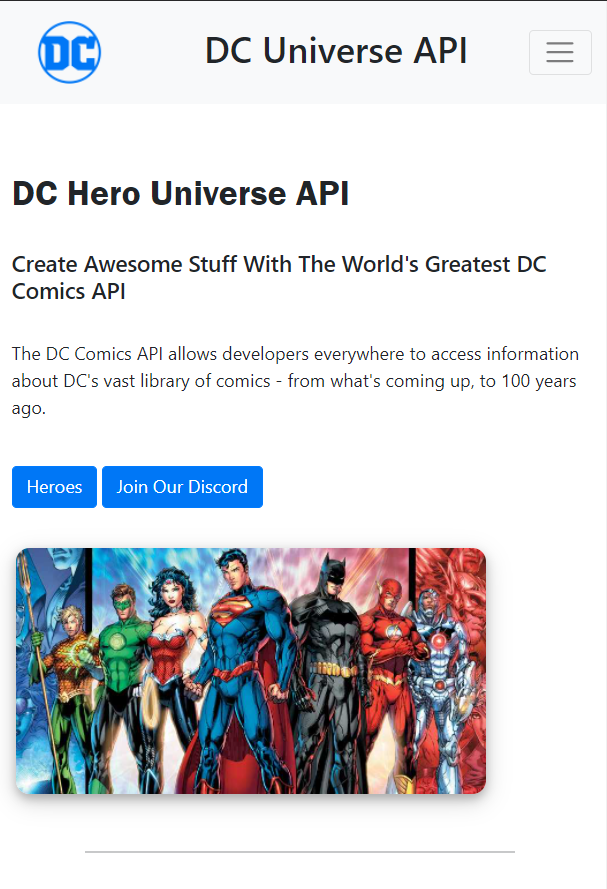 DC
DC Universe API
DC Hero Universe API
Create Awesome Stuff With The World's Greatest DC
Comics API
The DC Comics API allows developers everywhere to access information
about DC's vast library of comics - from what's coming up, to 100 years
ago.
Heroes
Join Our Discord